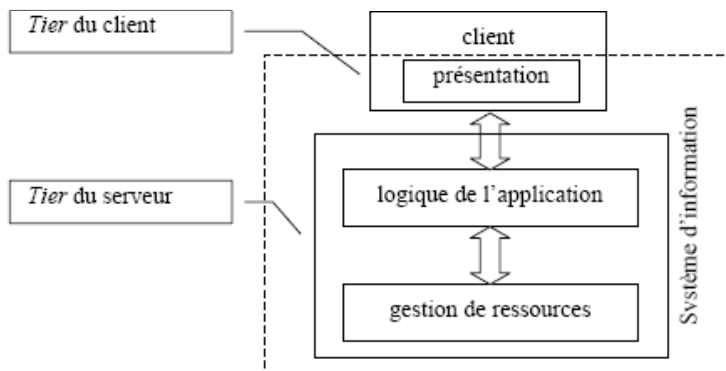 Tier du client
client
présentation
Tier du serveur
logique de l'application
gestion de ressources
Système d'information